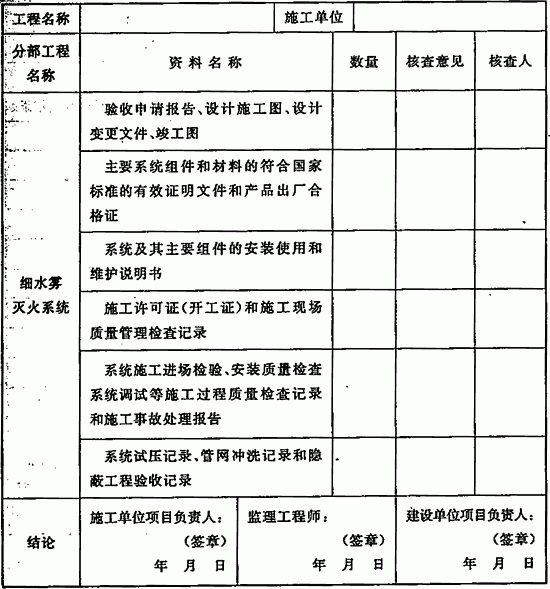 工程名称 施工单位
分部工程名称 资料名称 数量 核查意见 核查人
细水雾
灭火系统
验收申请报告、设计施工图、设计
变更文件、竣工图
主要系统组件和材料的符合国家
标准的有效证明文件和产品出厂合
格证
系统及其主要组件的安装使用和
维护说明书
施工许可证(开工证)和施工现场
质量管理检查记录
系统施工进场检验、安装质量检查
系统调试等施工过程质量检查记录
和施工事故处理报告
系统试压记录、管网冲洗记录和隐
蔽工程验收记录
结论
施工单位项目负责人:
(签章)
年 月 日
监理工程师:
(签章)
年 月 日
建设单位项目负责人:
(签章)
年 月 日